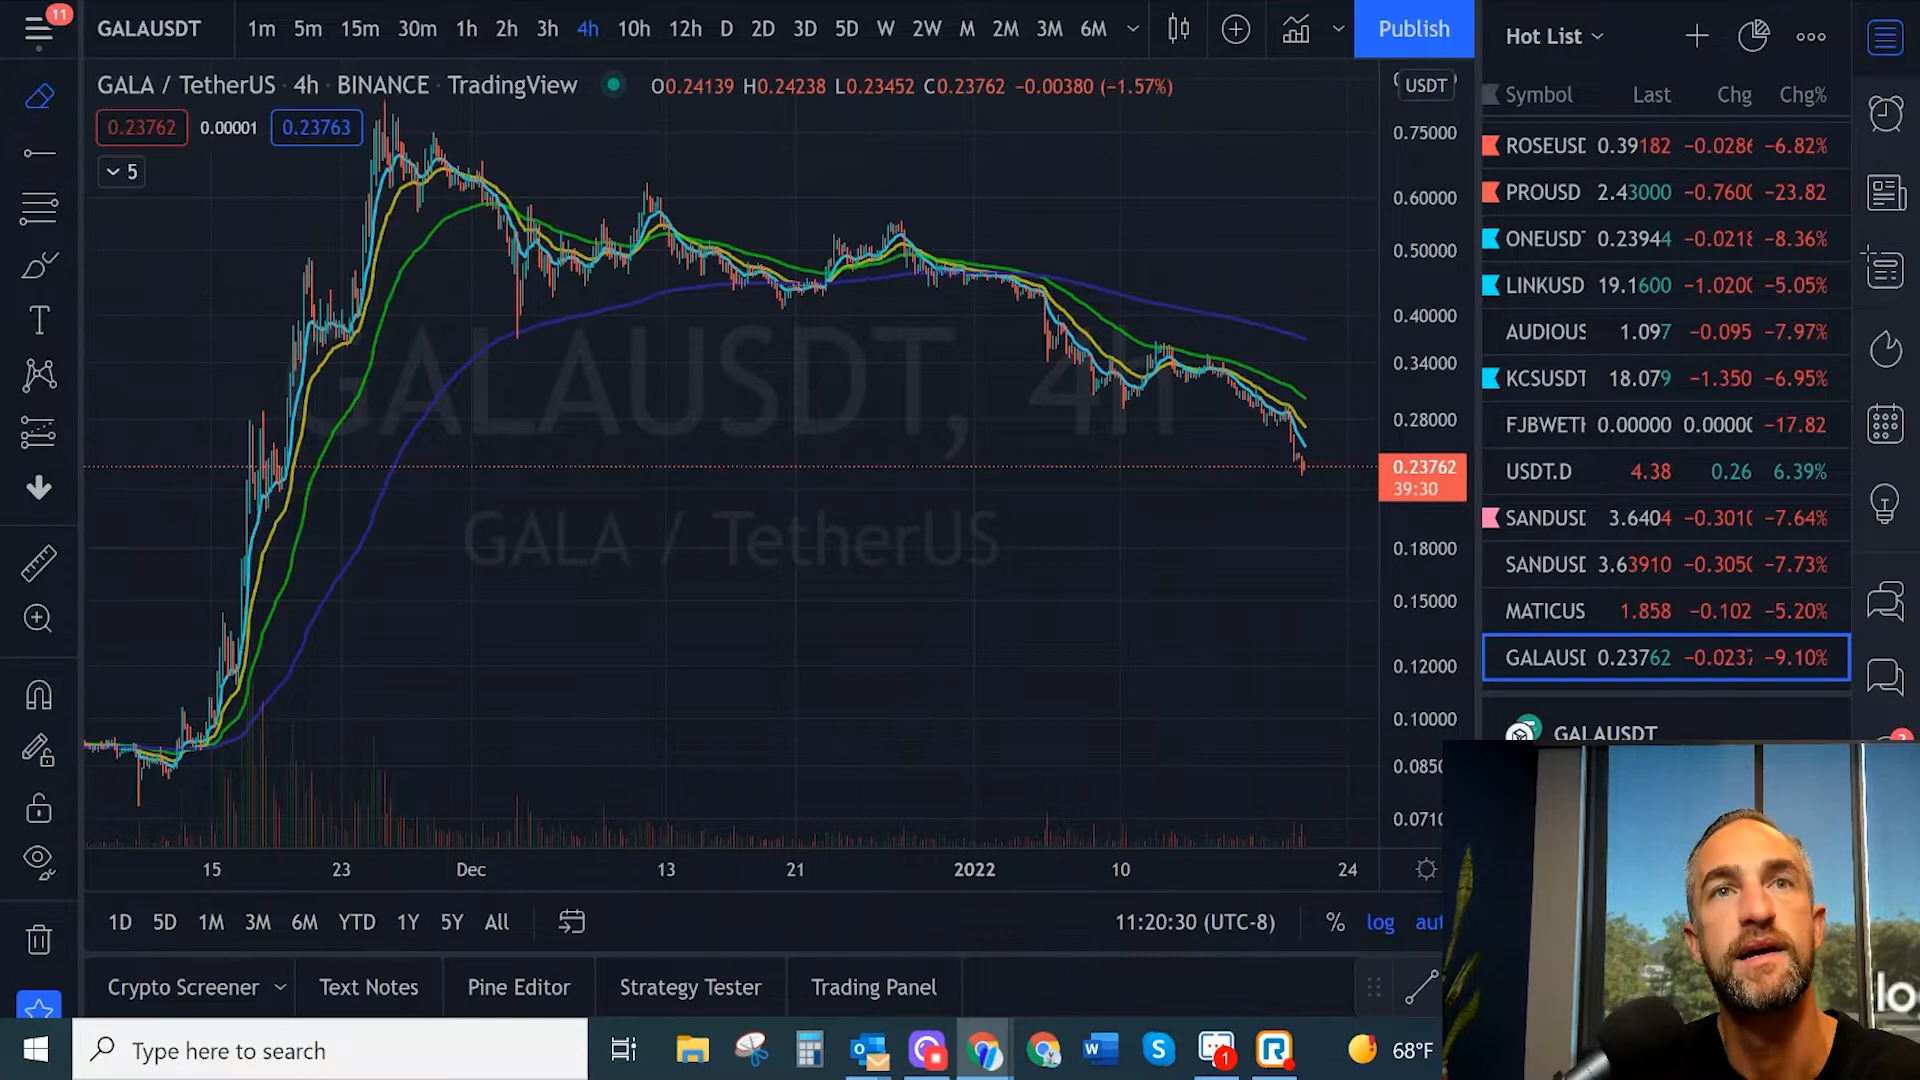 11
GALAUSDT
1m 5m 15m 30m 1h 2h 3h 4h 10h 12h D 2D 3D 5D W 2W M 2M 3M 6M
Publish
Hot List
GALA / TetherUS · 4h · BINANCE · TradingView
O0.24139 H0.24238 L0.23452 C0.23762 −0.00380 (−1.57%)
USDT
Symbol Last Chg Chg%
0.23762 0.00001 0.23763
5
0.75000
0.60000
0.50000
0.40000
0.34000
0.28000
0.23762
39:30
0.18000
0.15000
0.12000
0.10000
0.0850
0.0710
GALAUSDT, 4h
GALA / TetherUS
ROSEUSD 0.39182 −0.0286 −6.82%
PROUSD 2.43000 −0.7600 −23.82
ONEUSDT 0.23944 −0.0218 −8.36%
LINKUSD 19.1600 −1.0200 −5.05%
AUDIOUS 1.097 −0.095 −7.97%
KCSUSDT 18.079 −1.350 −6.95%
FJBWETH 0.00000 0.00000 −17.82
USDT.D 4.38 0.26 6.39%
SANDUSD 3.6404 −0.3010 −7.64%
SANDUSD 3.63910 −0.3050 −7.73%
MATICUS 1.858 −0.102 −5.20%
GALAUSD 0.23762 −0.0237 −9.10%
GALAUSDT
15 23 Dec 13 21 2022 10 24
1D 5D 1M 3M 6M YTD 1Y 5Y All
11:20:30 (UTC-8) % log aut
Crypto Screener Text Notes Pine Editor Strategy Tester Trading Panel
lo
Type here to search
1
68°F